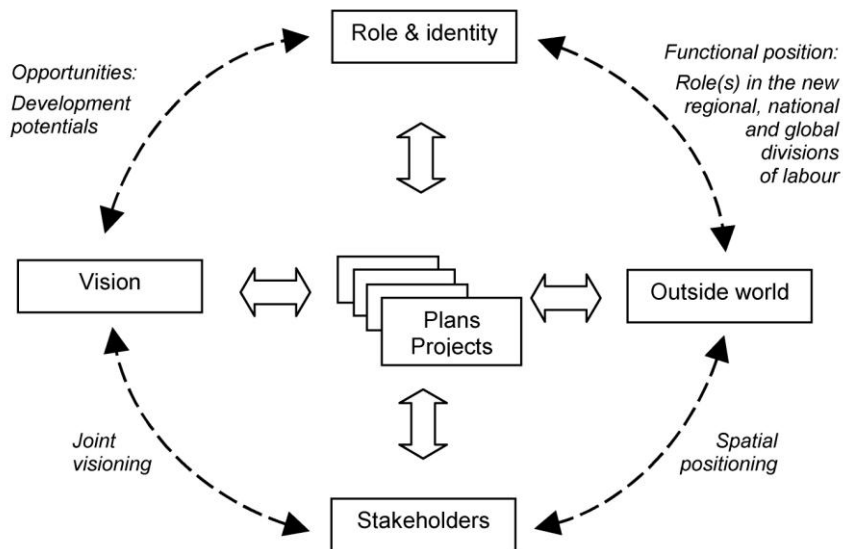 Role & identity
Opportunities:
Development
potentials
Functional position:
Role(s) in the new
regional, national
and global
divisions
of labour
Vision
Plans
Projects
Outside world
Joint
visioning
Spatial
positioning
Stakeholders